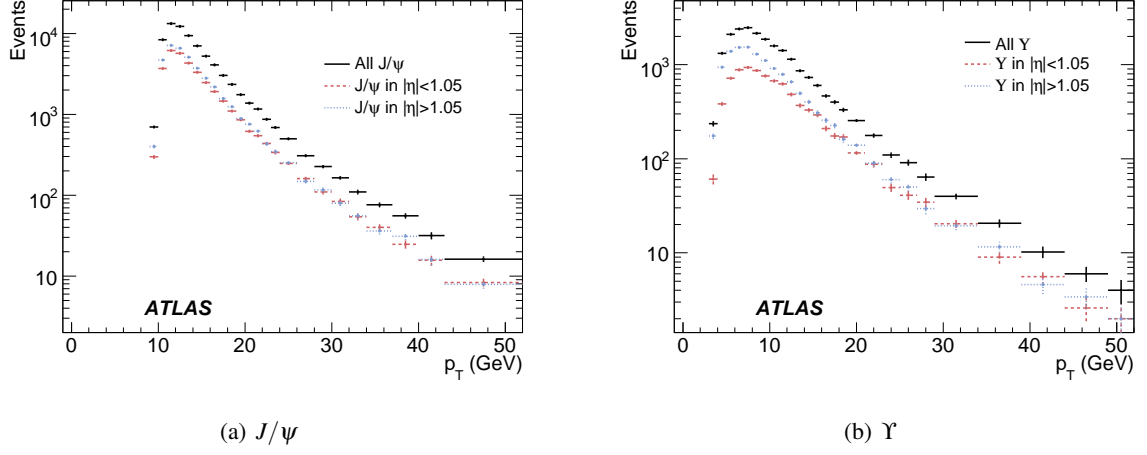 Events
10⁴
10³
10²
10
All J/ψ
J/ψ in |η|<1.05
J/ψ in |η|>1.05
ATLAS
0 10 20 30 40 50
p_T (GeV)
(a) J/ψ
Events
10³
10²
10
All ϒ
ϒ in |η|<1.05
ϒ in |η|>1.05
ATLAS
0 10 20 30 40 50
p_T (GeV)
(b) ϒ